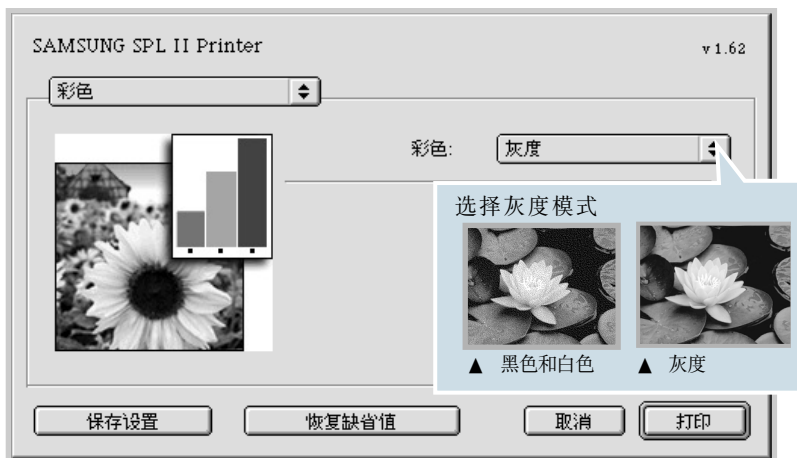 SAMSUNG SPL II Printer
v 1.62
彩色
彩色: 灰度
选择灰度模式
▲ 黑色和白色 ▲ 灰度
保存设置 恢复缺省值 取消 打印